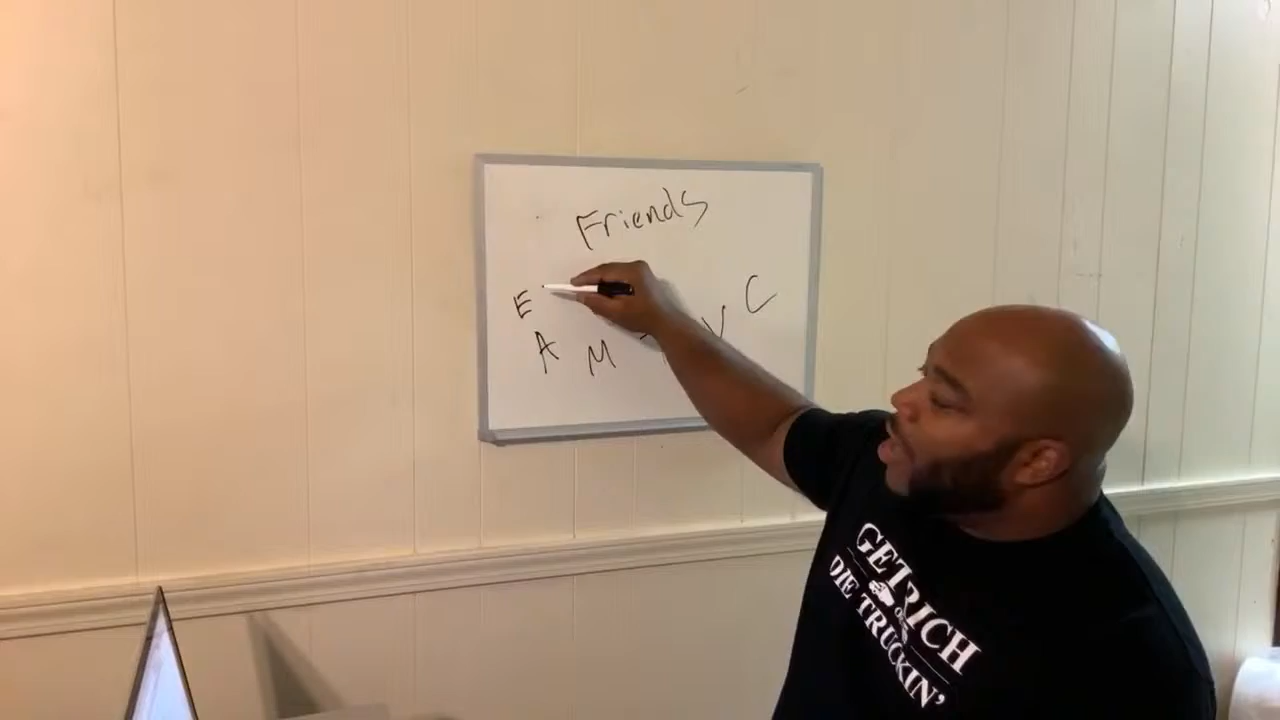 Friends
E C
A M V
GET RICH
OR
DIE TRUCKIN'